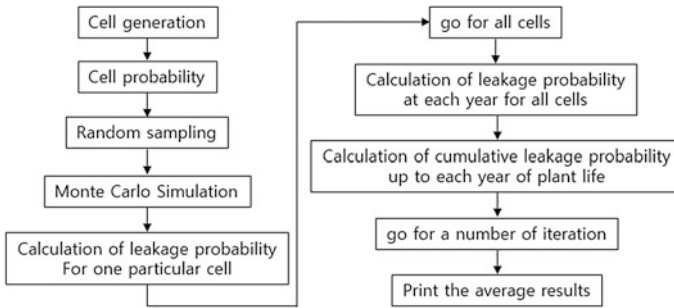 Cell generation
Cell probability
Random sampling
Monte Carlo Simulation
Calculation of leakage probability
For one particular cell
go for all cells
Calculation of leakage probability
at each year for all cells
Calculation of cumulative leakage probability
up to each year of plant life
go for a number of iteration
Print the average results